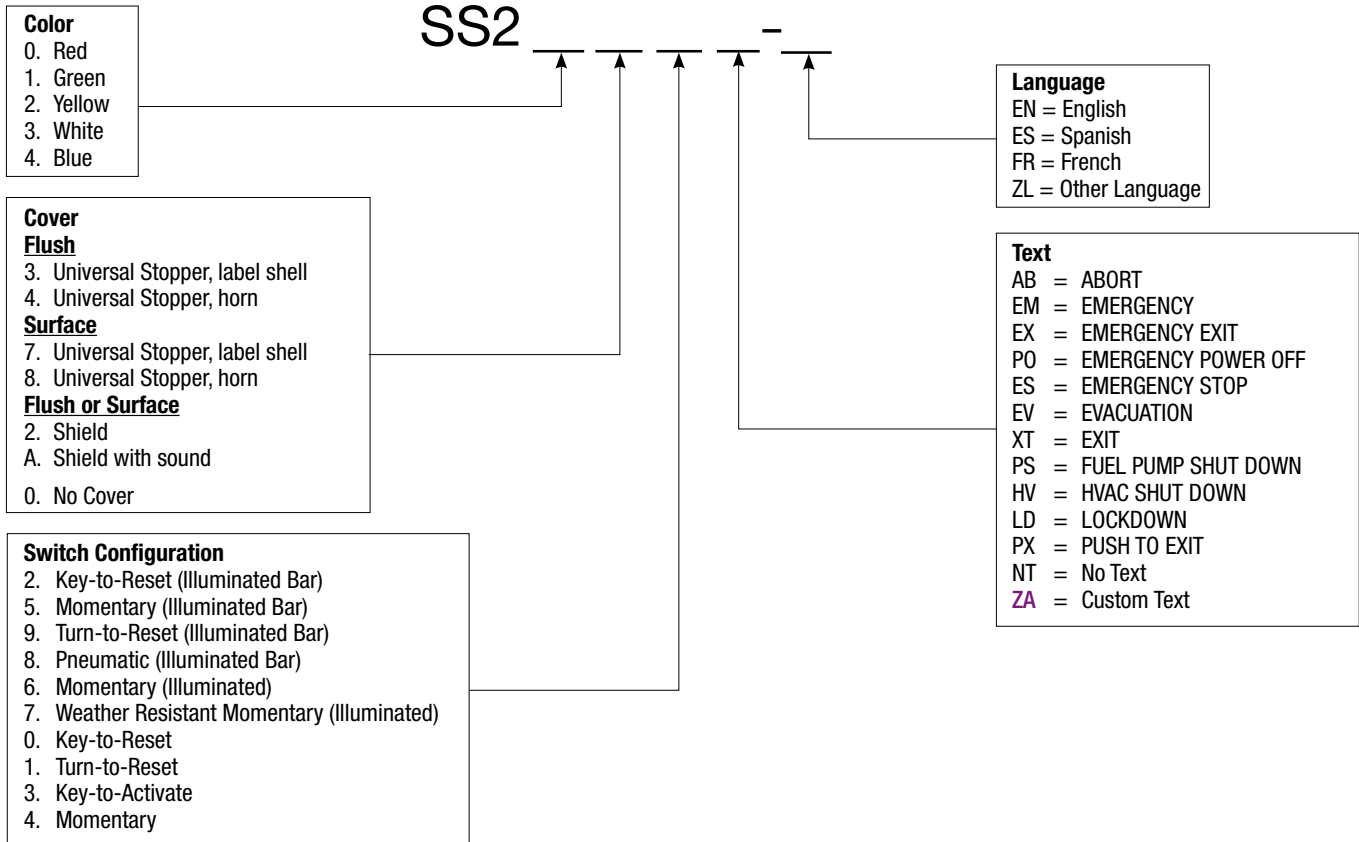 SS2 __ __ __ __ - __
Color
0. Red
1. Green
2. Yellow
3. White
4. Blue
Cover
Flush
3. Universal Stopper, label shell
4. Universal Stopper, horn
Surface
7. Universal Stopper, label shell
8. Universal Stopper, horn
Flush or Surface
2. Shield
A. Shield with sound
0. No Cover
Switch Configuration
2. Key-to-Reset (Illuminated Bar)
5. Momentary (Illuminated Bar)
9. Turn-to-Reset (Illuminated Bar)
8. Pneumatic (Illuminated Bar)
6. Momentary (Illuminated)
7. Weather Resistant Momentary (Illuminated)
0. Key-to-Reset
1. Turn-to-Reset
3. Key-to-Activate
4. Momentary
Language
EN = English
ES = Spanish
FR = French
ZL = Other Language
Text
AB = ABORT
EM = EMERGENCY
EX = EMERGENCY EXIT
PO = EMERGENCY POWER OFF
ES = EMERGENCY STOP
EV = EVACUATION
XT = EXIT
PS = FUEL PUMP SHUT DOWN
HV = HVAC SHUT DOWN
LD = LOCKDOWN
PX = PUSH TO EXIT
NT = No Text
ZA = Custom Text